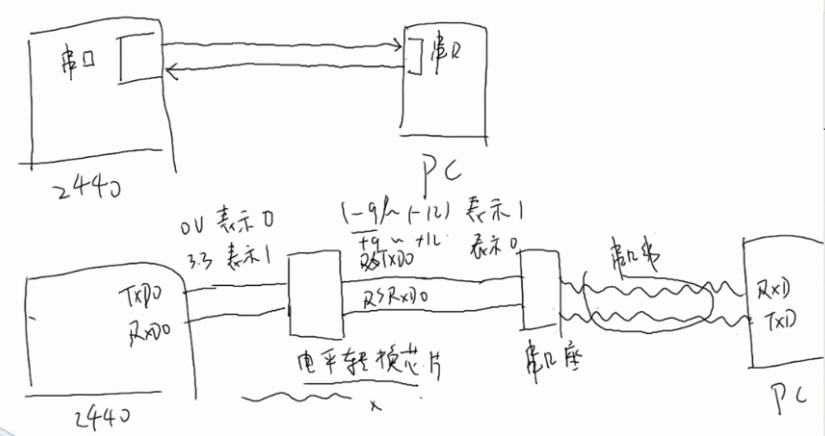 串口
串口
2440
PC
0V 表示0
3.3 表示1
(-9~(-12) 表示1
+9 ~ +12 表示0
TXD0
RXD0
RSTXD0
RSRXD0
串口线
RXD
TXD
电平转换芯片
串口座
2440
PC